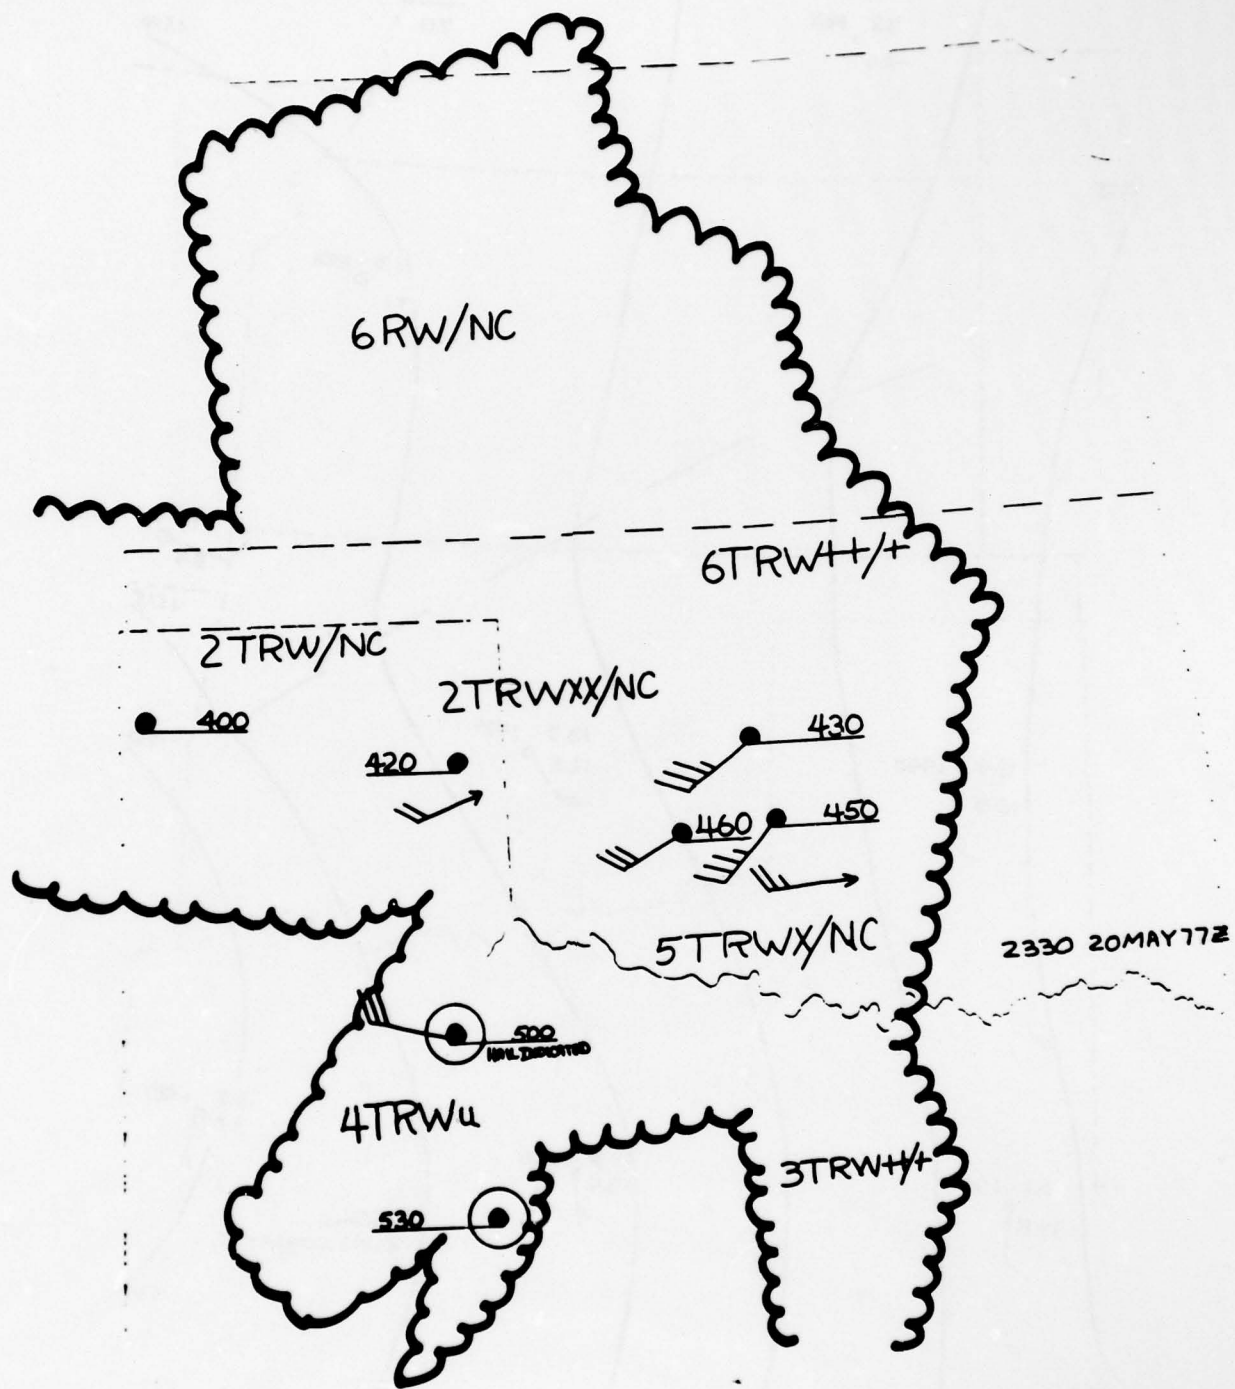 6RW/NC
6TRW++/+
2TRW/NC
2TRWXX/NC
400
430
420
460
450
5TRWX/NC
2330 20MAY77Z
500
HAIL INDICATED
4TRWU
3TRW++/+
530